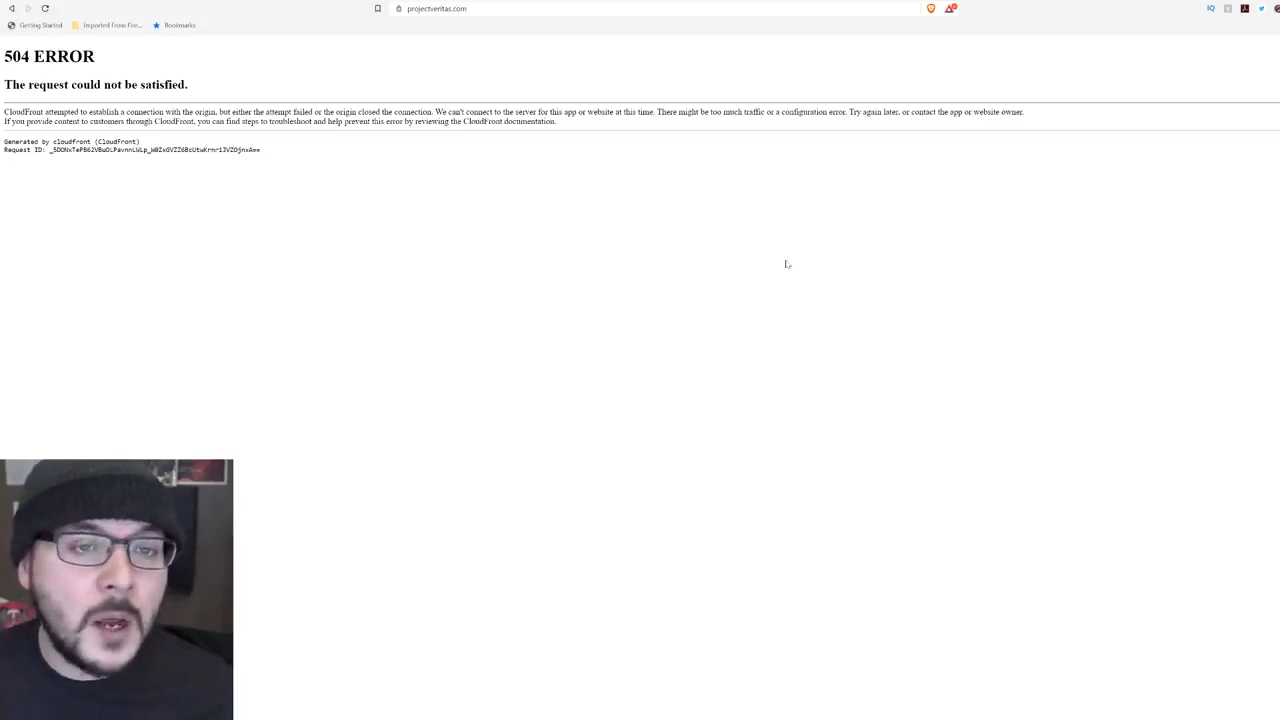 projectveritas.com
Getting Started Imported From Fire... Bookmarks
504 ERROR
The request could not be satisfied.
CloudFront attempted to establish a connection with the origin, but either the attempt failed or the origin closed the connection. We can't connect to the server for this app or website at this time. There might be too much traffic or a configuration error. Try again later, or contact the app or website owner.
If you provide content to customers through CloudFront, you can find steps to troubleshoot and help prevent this error by reviewing the CloudFront documentation.
Generated by cloudfront (CloudFront)
Request ID: